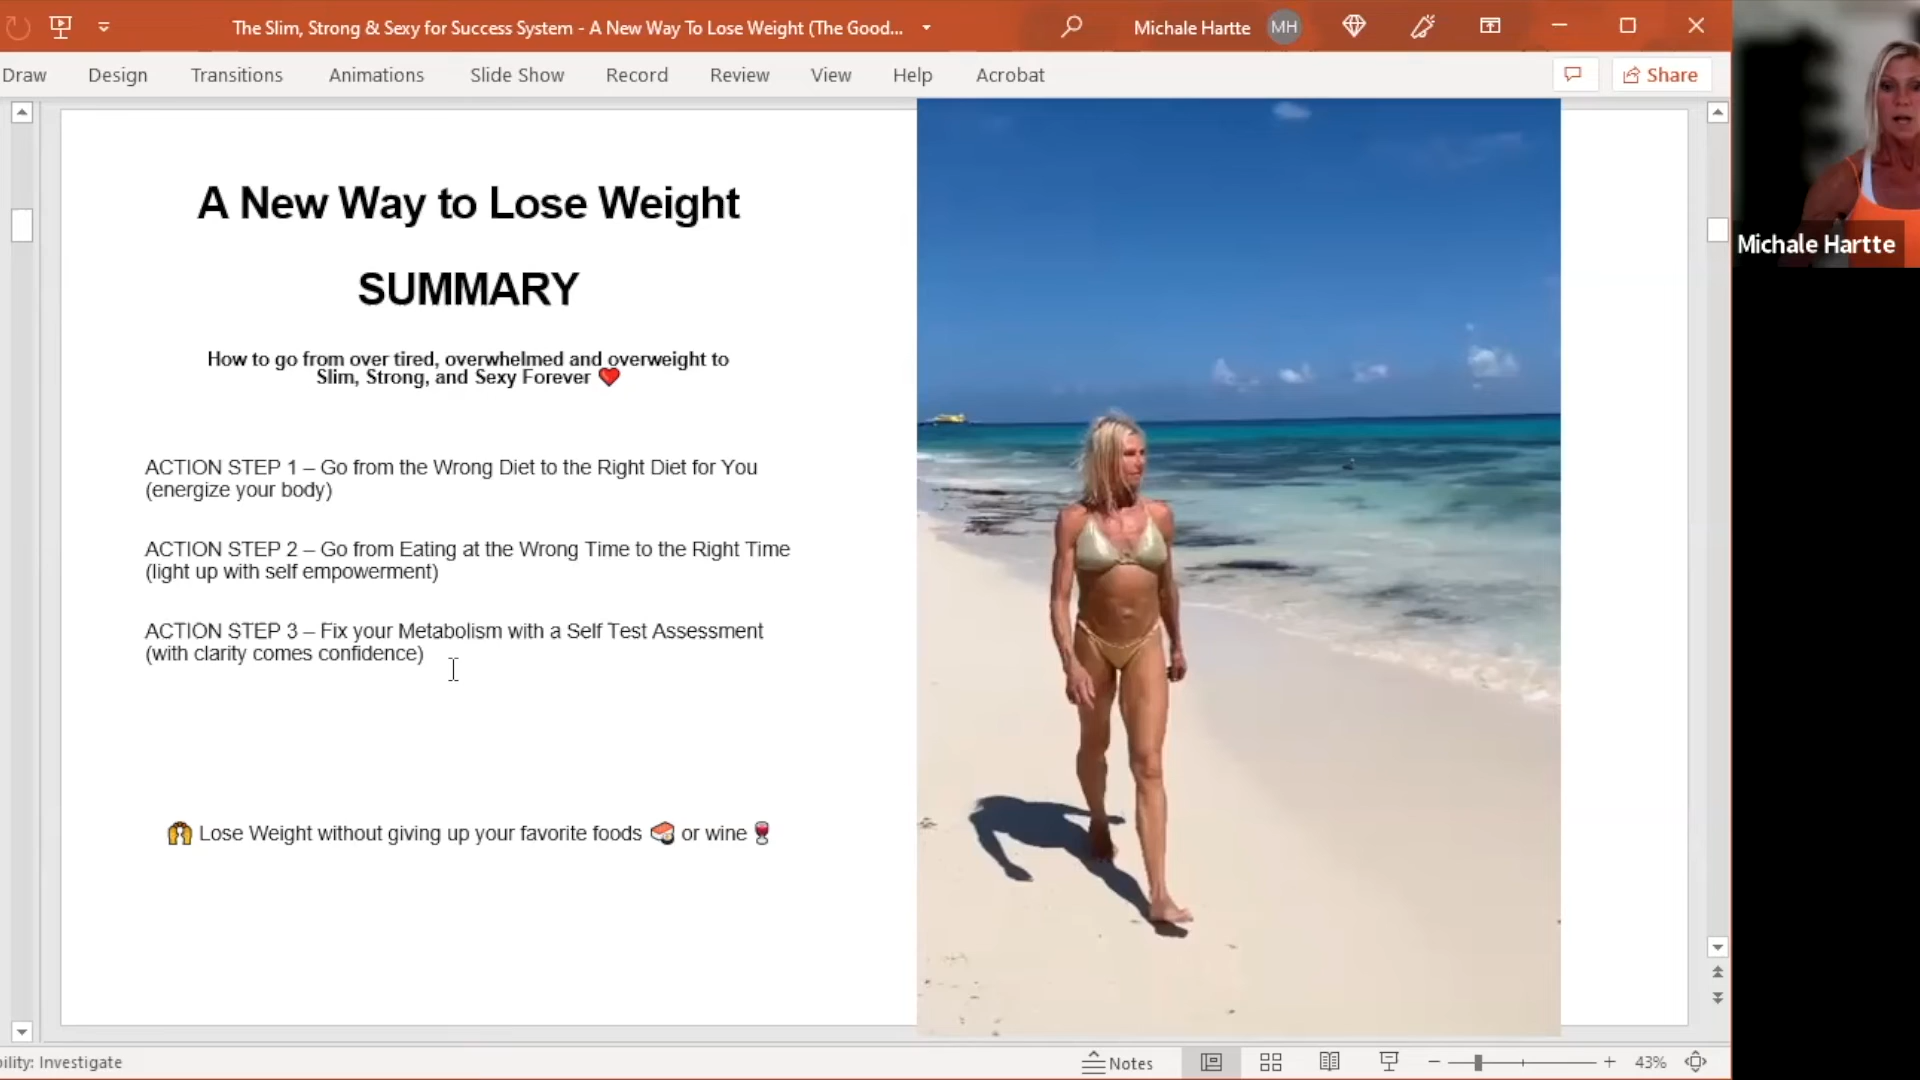 The Slim, Strong & Sexy for Success System - A New Way To Lose Weight (The Good...
Michale Hartte
MH
Draw
Design
Transitions
Animations
Slide Show
Record
Review
View
Help
Acrobat
Share
A New Way to Lose Weight
SUMMARY
How to go from over tired, overwhelmed and overweight to
Slim, Strong, and Sexy Forever ❤️
ACTION STEP 1 – Go from the Wrong Diet to the Right Diet for You
(energize your body)
ACTION STEP 2 – Go from Eating at the Wrong Time to the Right Time
(light up with self empowerment)
ACTION STEP 3 – Fix your Metabolism with a Self Test Assessment
(with clarity comes confidence)
🙌 Lose Weight without giving up your favorite foods 🍣 or wine 🍷
Michale Hartte
bility: Investigate
Notes
43%